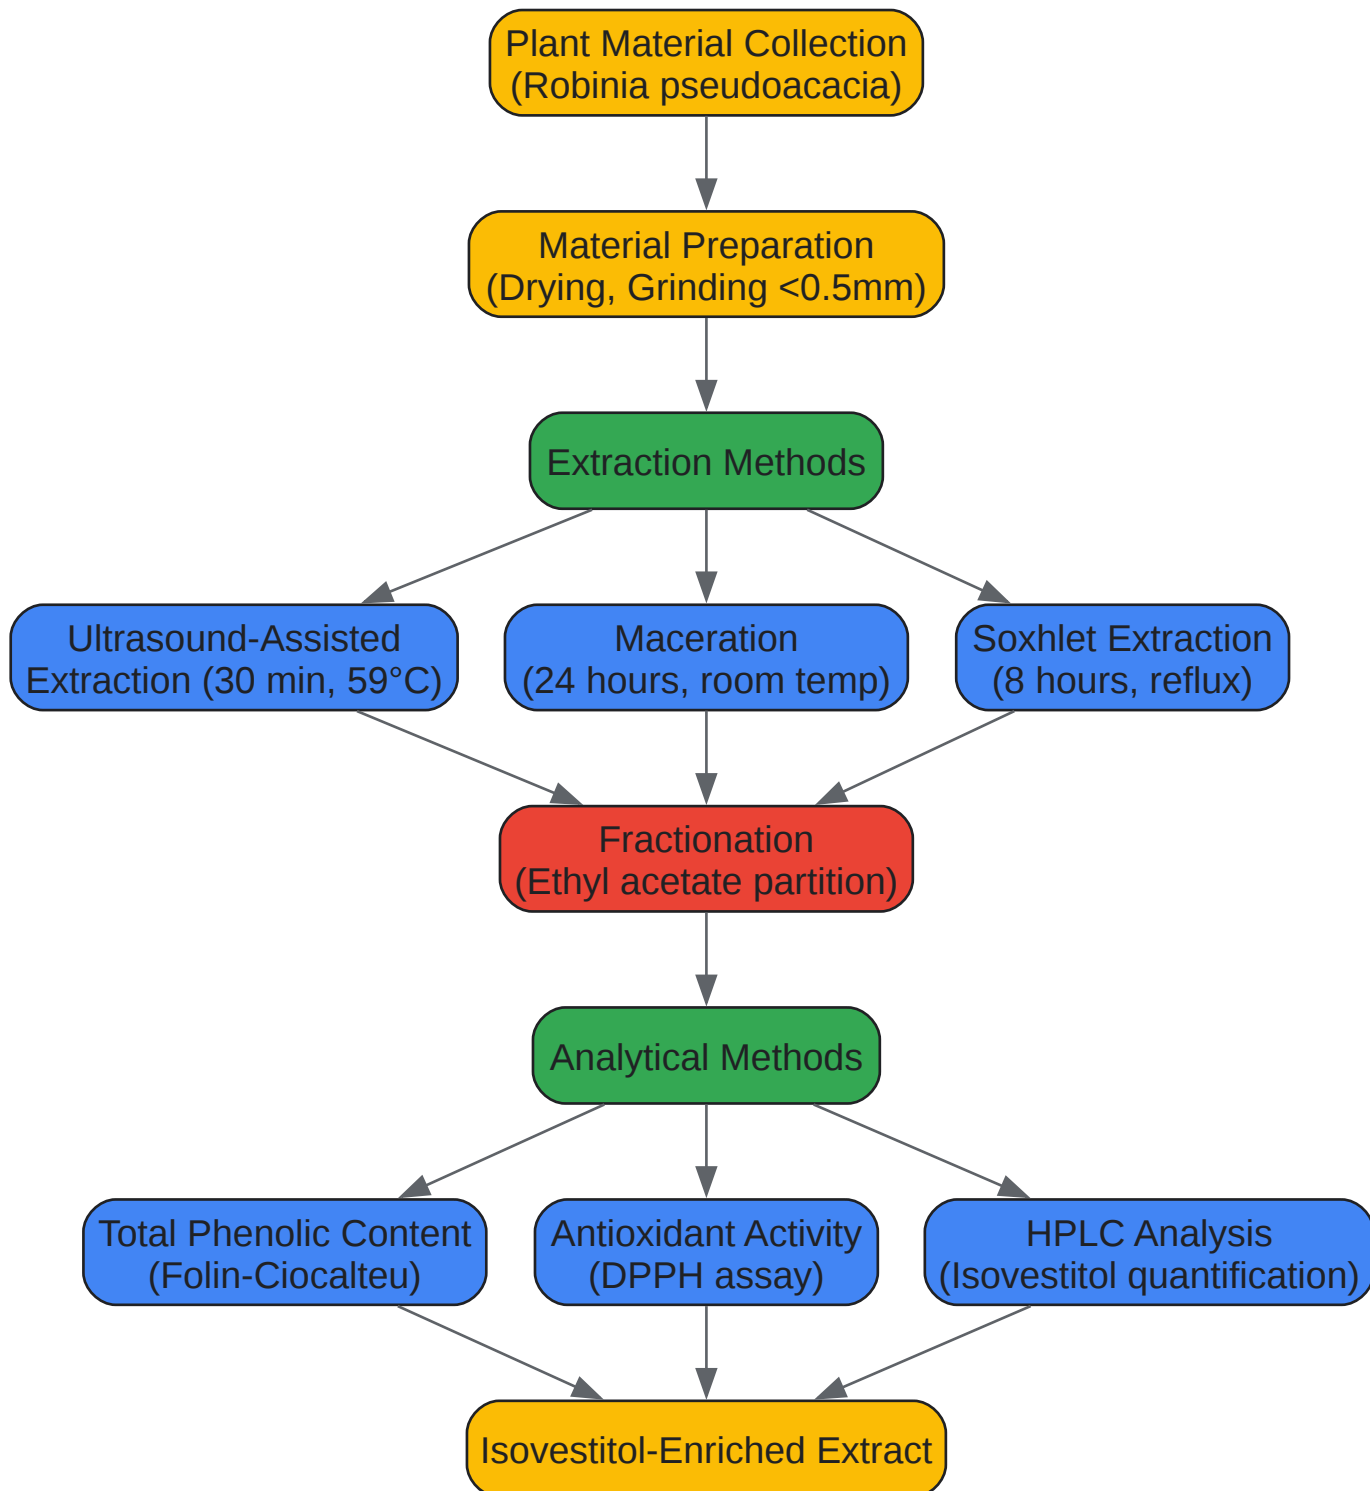 Plant Material Collection
(Robinia pseudoacacia)
Material Preparation
(Drying, Grinding <0.5mm)
Extraction Methods
Ultrasound-Assisted
Extraction (30 min, 59°C)
Maceration
(24 hours, room temp)
Soxhlet Extraction
(8 hours, reflux)
Fractionation
(Ethyl acetate partition)
Analytical Methods
Total Phenolic Content
(Folin-Ciocalteu)
Antioxidant Activity
(DPPH assay)
HPLC Analysis
(Isovestitol quantification)
Isovestitol-Enriched Extract